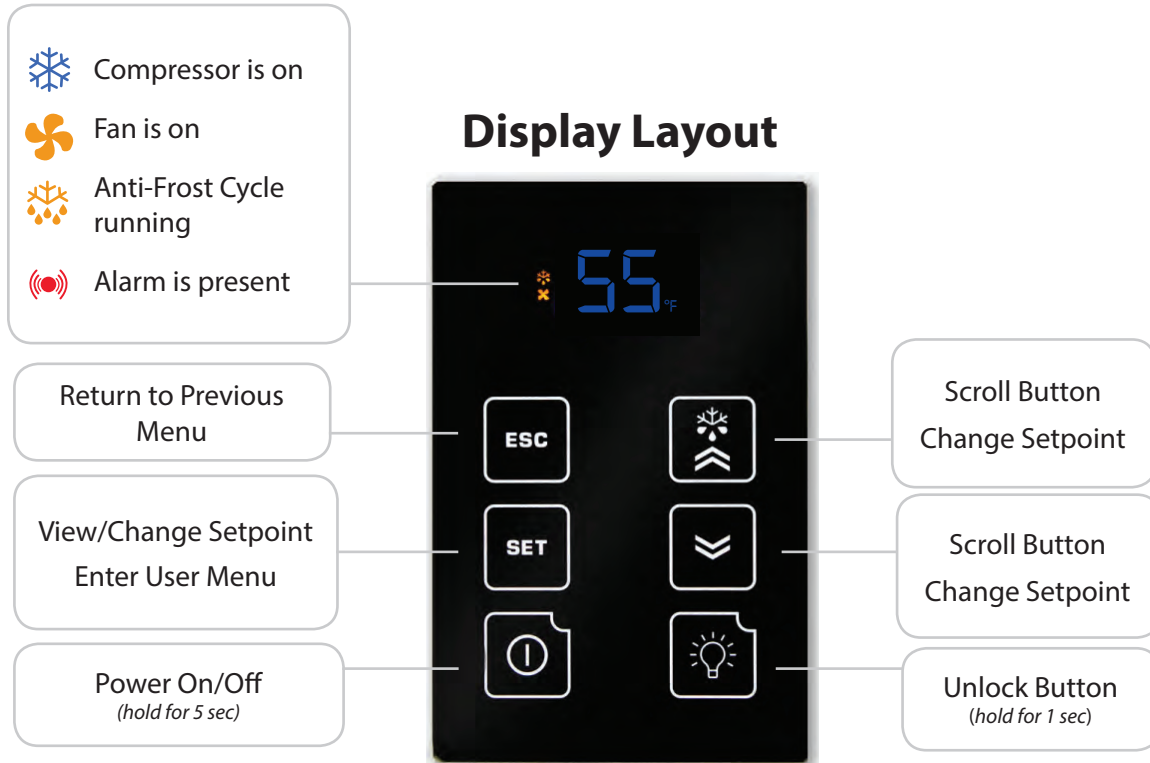 Compressor is on
Fan is on
Anti-Frost Cycle
running
Alarm is present
Display Layout
55 °F
Return to Previous
Menu
ESC
Scroll Button
Change Setpoint
View/Change Setpoint
Enter User Menu
SET
Scroll Button
Change Setpoint
Power On/Off
(hold for 5 sec)
Unlock Button
(hold for 1 sec)